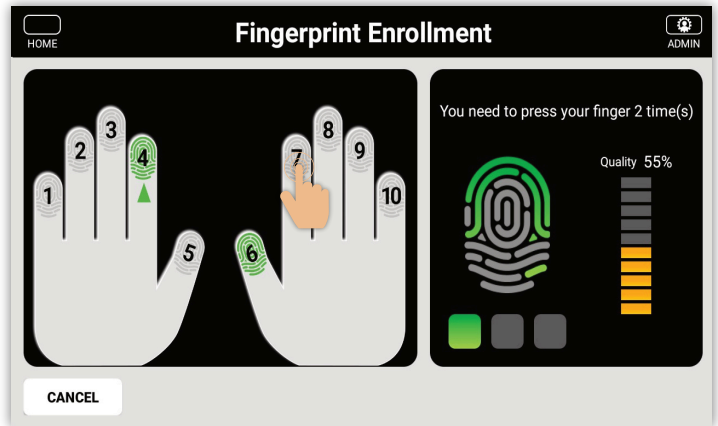 HOME
Fingerprint Enrollment
ADMIN
You need to press your finger 2 time(s)
Quality 55%
1
2
3
4
5
6
7
8
9
10
CANCEL